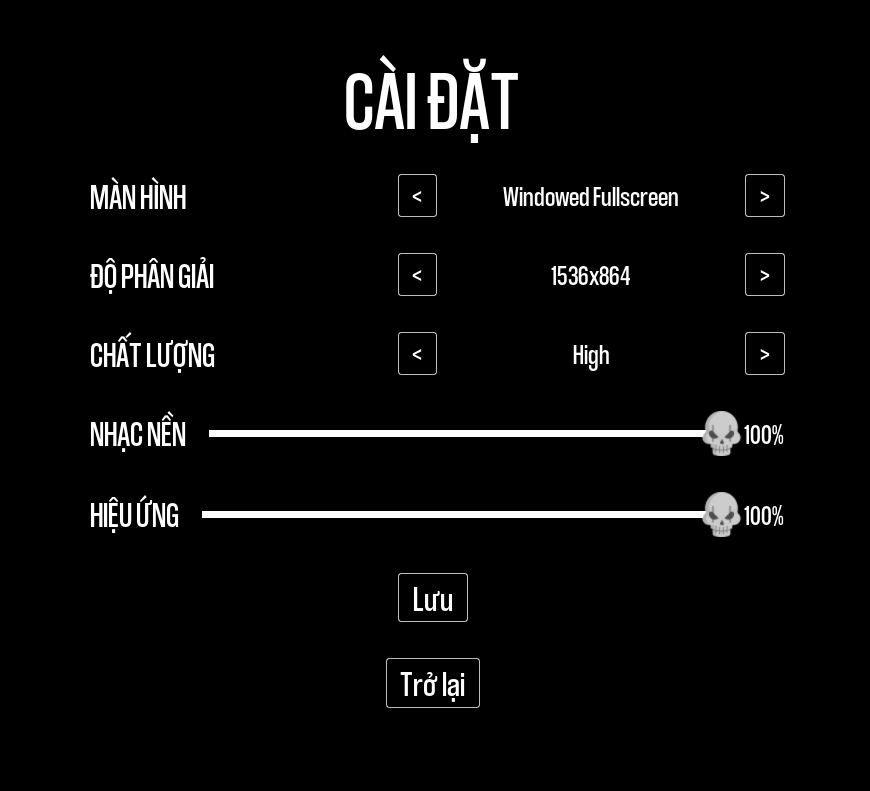 CÀI ĐẶT
MÀN HÌNH < Windowed Fullscreen >
ĐỘ PHÂN GIẢI < 1536x864 >
CHẤT LƯỢNG < High >
NHẠC NỀN 100%
HIỆU ỨNG 100%
Lưu
Trở lại